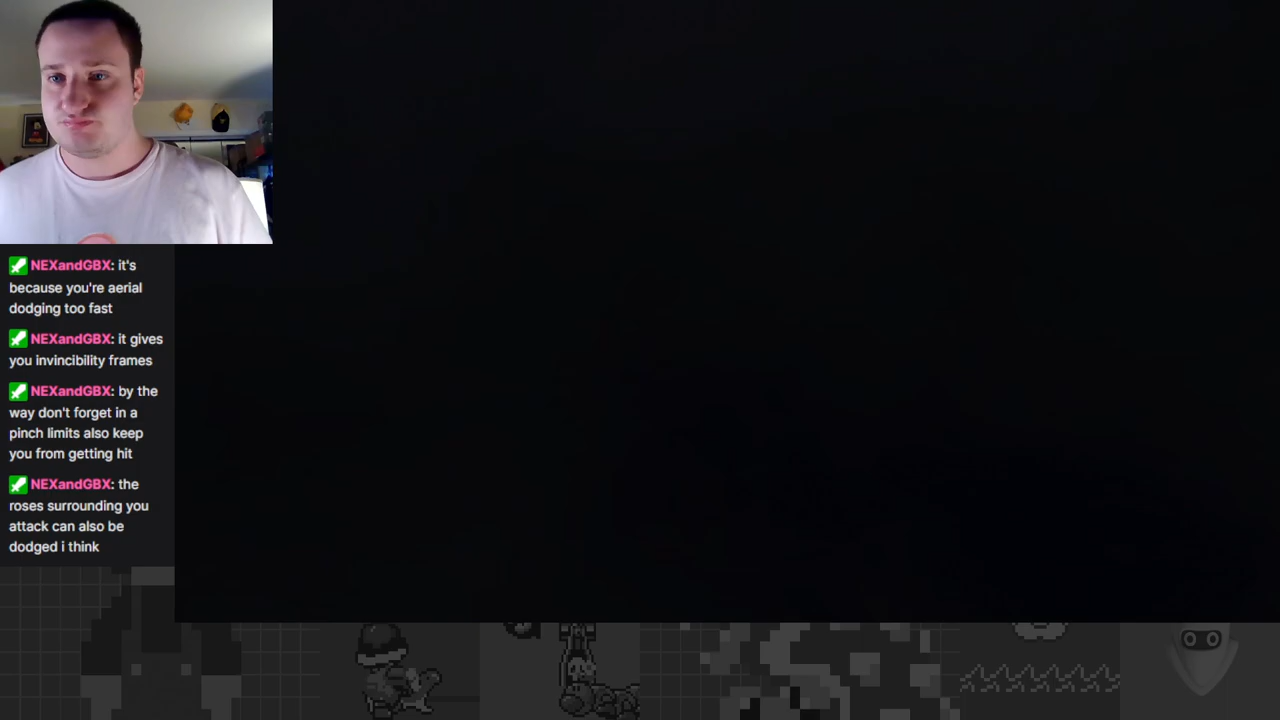 NEXandGBX: it's
because you're aerial
dodging too fast
NEXandGBX: it gives
you invincibility frames
NEXandGBX: by the
way don't forget in a
pinch limits also keep
you from getting hit
NEXandGBX: the
roses surrounding you
attack can also be
dodged i think